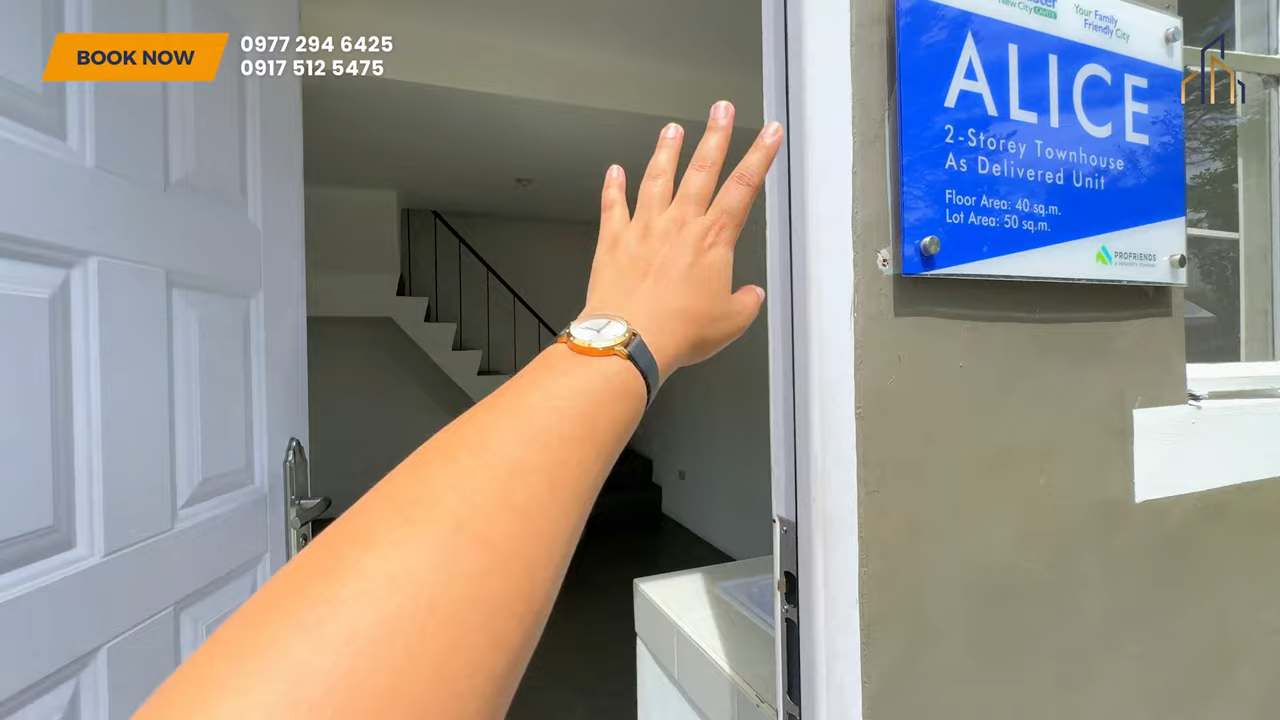 BOOK NOW
0977 294 6425
0917 512 5475
New City CAVITE
Your Family
Friendly City
ALICE
2-Storey Townhouse
As Delivered Unit
Floor Area: 40 sq.m.
Lot Area: 50 sq.m.
PROFRIENDS